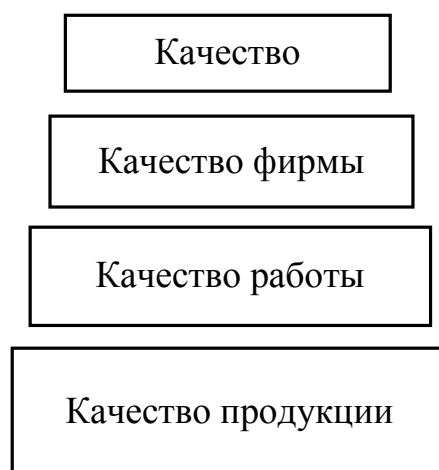 Качество
Качество фирмы
Качество работы
Качество продукции